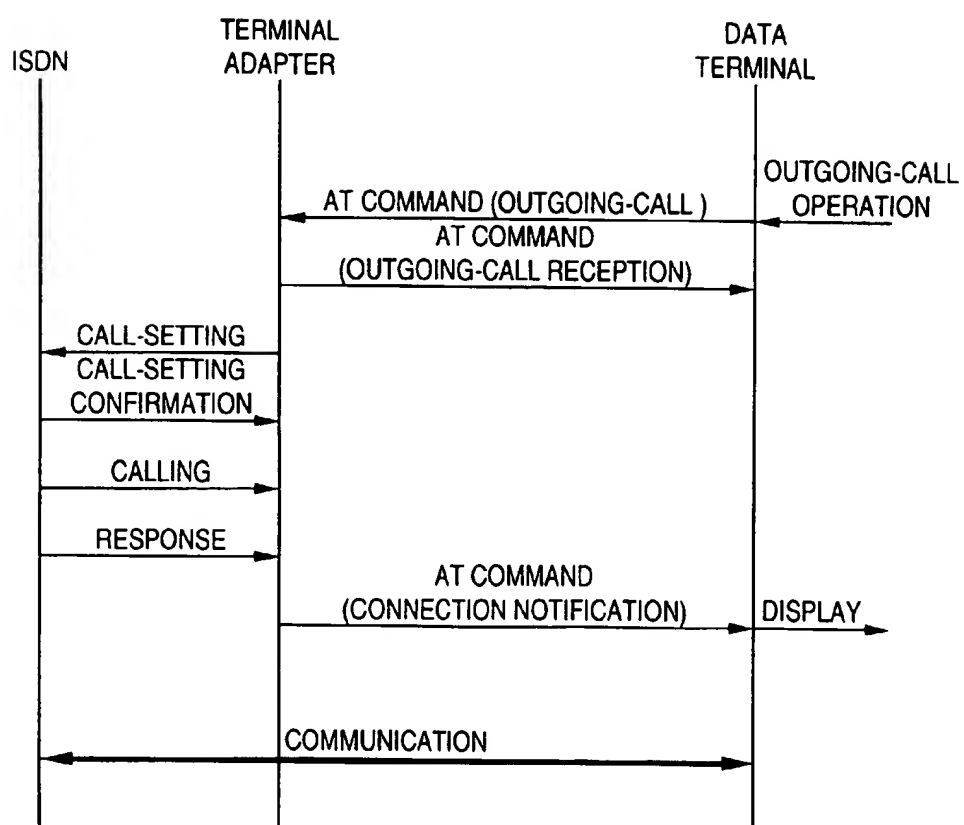 ISDN
TERMINAL
ADAPTER
DATA
TERMINAL
OUTGOING-CALL
OPERATION
AT COMMAND (OUTGOING-CALL )
AT COMMAND
(OUTGOING-CALL RECEPTION)
CALL-SETTING
CALL-SETTING
CONFIRMATION
CALLING
RESPONSE
AT COMMAND
(CONNECTION NOTIFICATION)
DISPLAY
COMMUNICATION